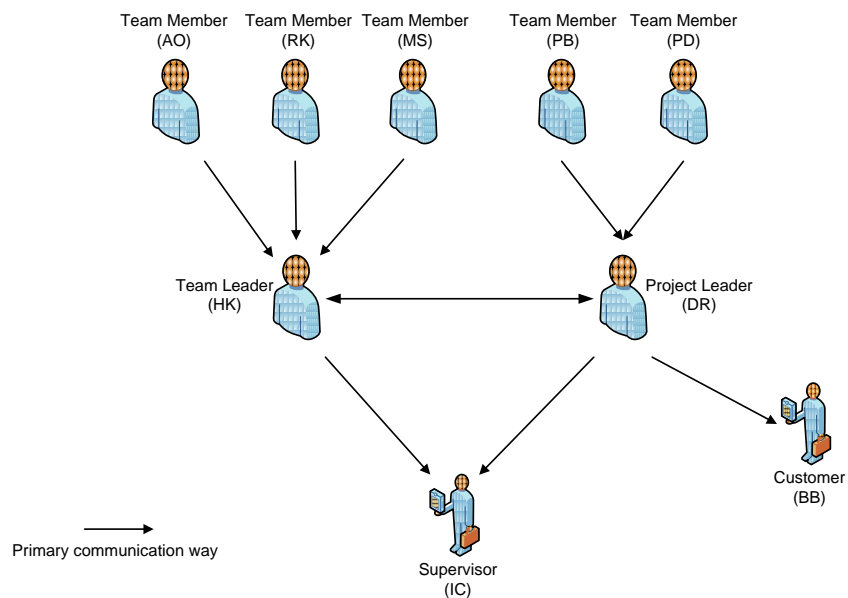 Team Member
(AO)
Team Member
(RK)
Team Member
(MS)
Team Member
(PB)
Team Member
(PD)
Team Leader
(HK)
Project Leader
(DR)
Customer
(BB)
Supervisor
(IC)
Primary communication way